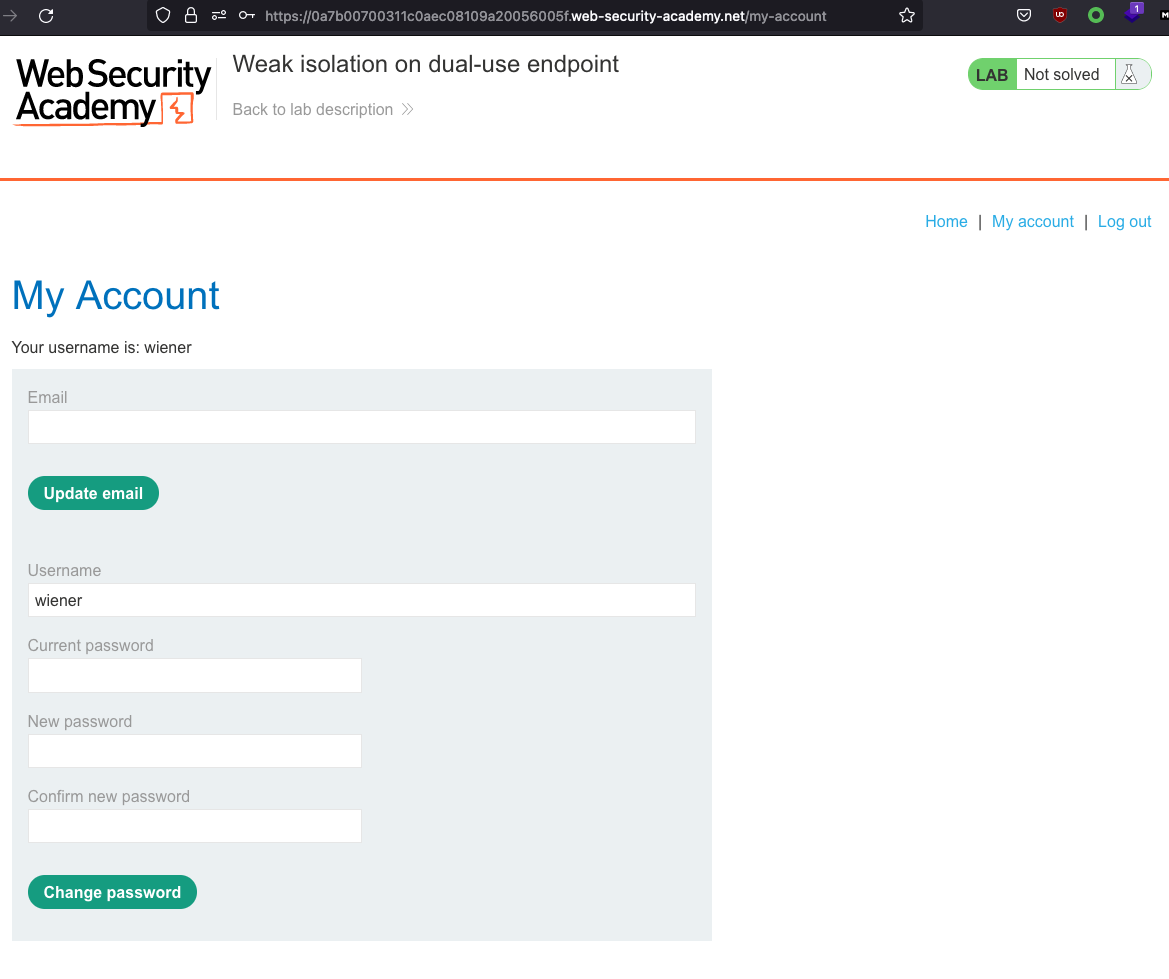 https://0a7b00700311c0aec08109a20056005f.web-security-academy.net/my-account
1
Web Security
Academy
Weak isolation on dual-use endpoint
Back to lab description
LAB Not solved
Home | My account | Log out
My Account
Your username is: wiener
Email
Update email
Username
wiener
Current password
New password
Confirm new password
Change password